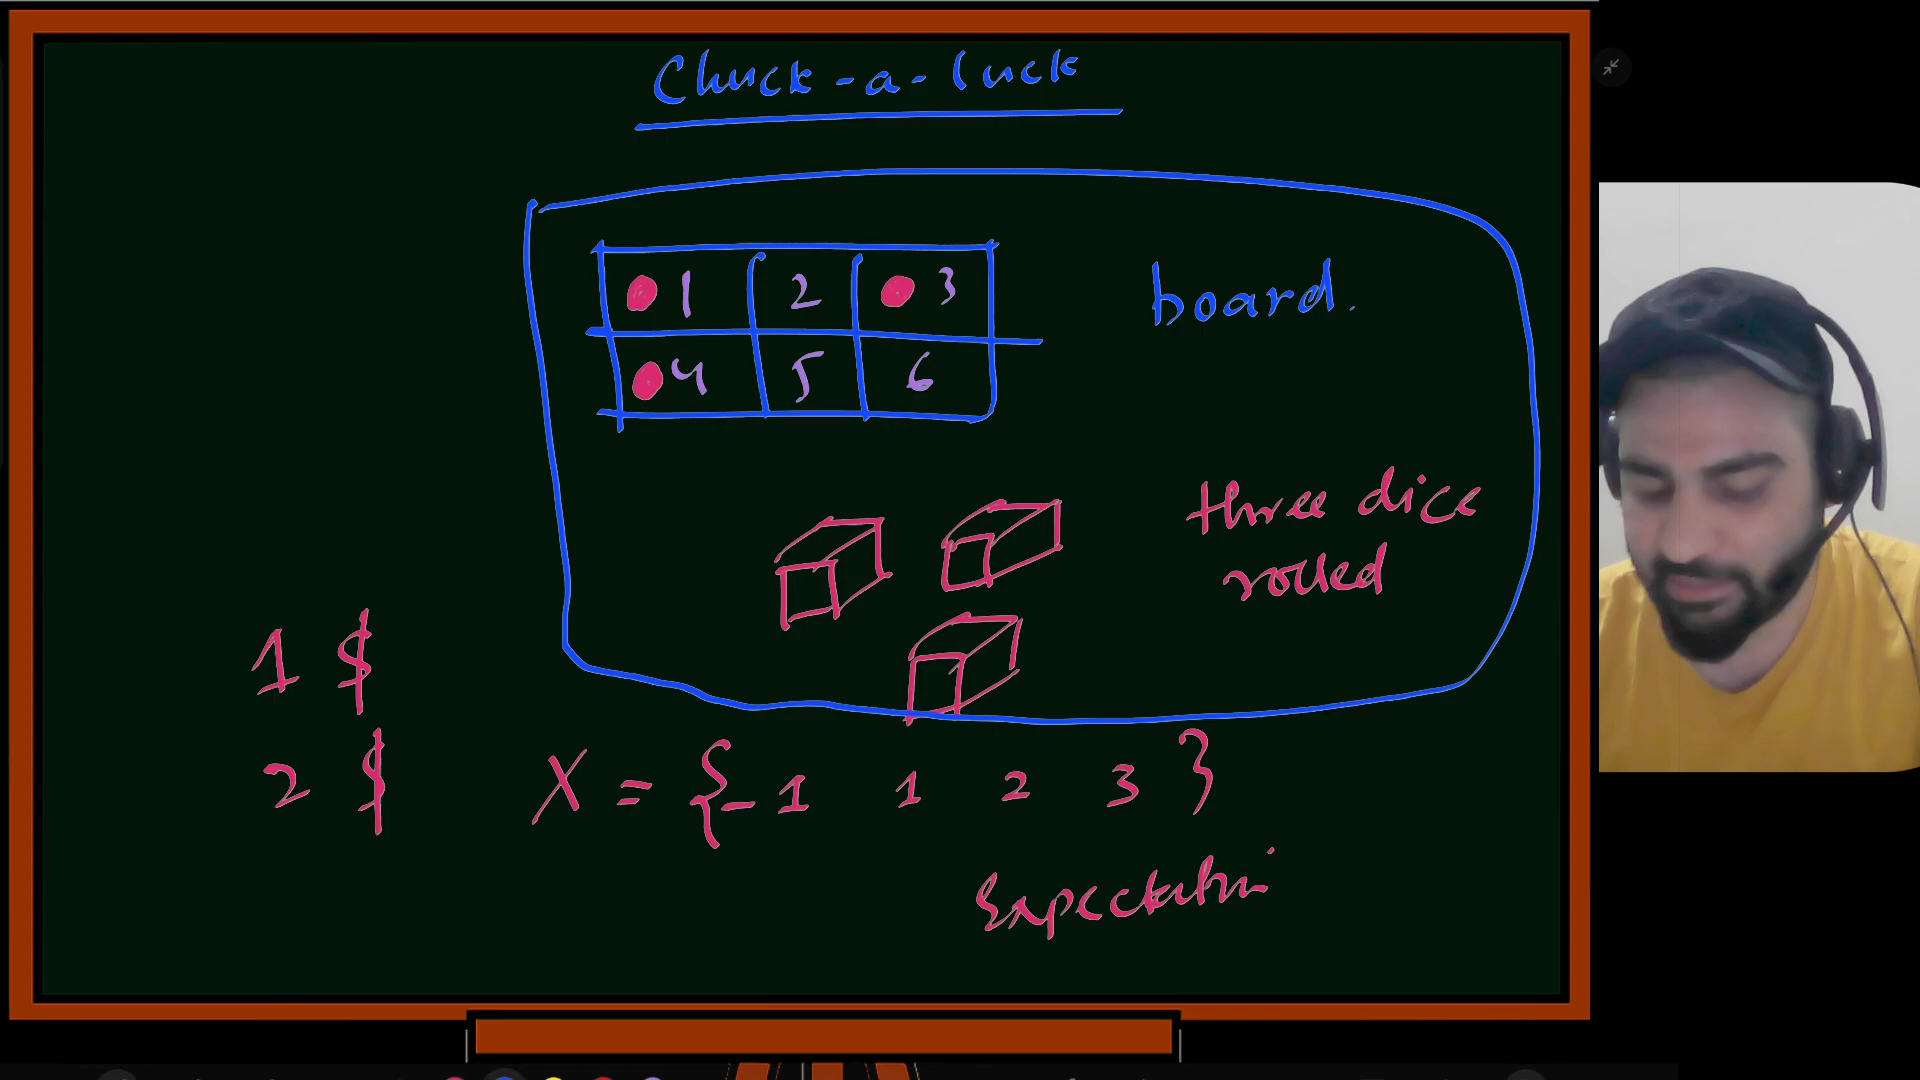 Chuck-a-luck
1 2 3
board.
4 5 6
three dice
rolled
1 $
2 $
X = {-1 1 2 3}
Expectation